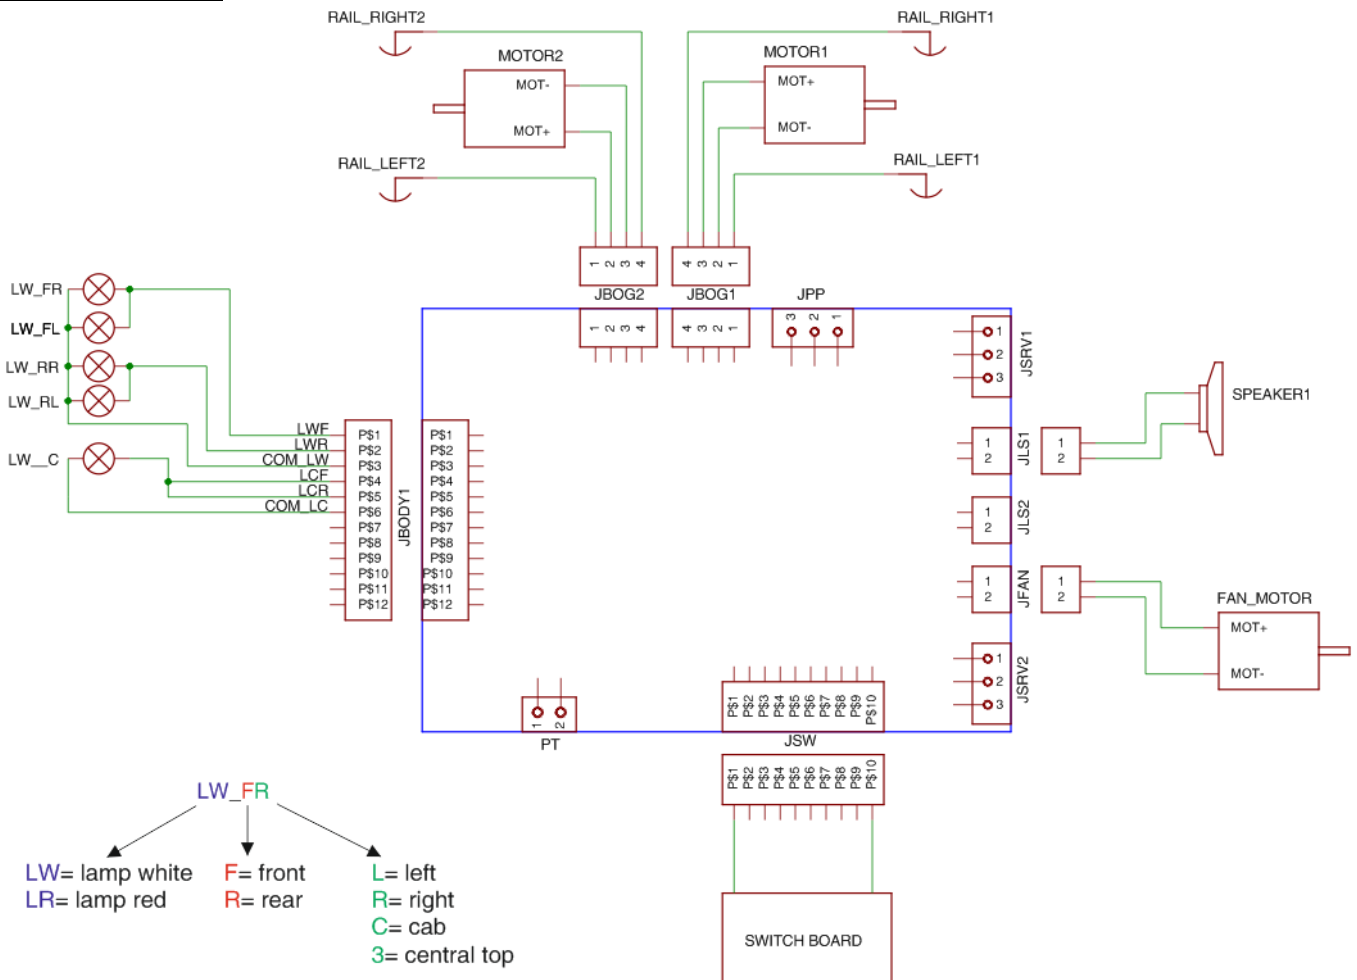 RAIL_RIGHT2
RAIL_RIGHT1
MOTOR2
MOTOR1
MOT-
MOT+
MOT+
MOT-
RAIL_LEFT2
RAIL_LEFT1
1 2 3 4
4 3 2 1
JBOG2
JBOG1
JPP
1 2 3 4
4 3 2 1
3 2 1
LW_FR
LW_FL
LW_RR
LW_RL
LW__C
LWF
LWR
COM_LW
LCF
LCR
COM_LC
P$1
P$2
P$3
P$4
P$5
P$6
P$7
P$8
P$9
P$10
P$11
P$12
JBODY1
P$1
P$2
P$3
P$4
P$5
P$6
P$7
P$8
P$9
P$10
P$11
P$12
1
2
3
JSRV1
1
2
JLS1
1
2
SPEAKER1
1
2
JLS2
1
2
JFAN
1
2
FAN_MOTOR
MOT+
MOT-
1
2
3
JSRV2
1 2
PT
P$1 P$2 P$3 P$4 P$5 P$6 P$7 P$8 P$9 P$10
JSW
P$1 P$2 P$3 P$4 P$5 P$6 P$7 P$8 P$9 P$10
SWITCH BOARD
LW_FR
LW= lamp white
LR= lamp red
F= front
R= rear
L= left
R= right
C= cab
3= central top